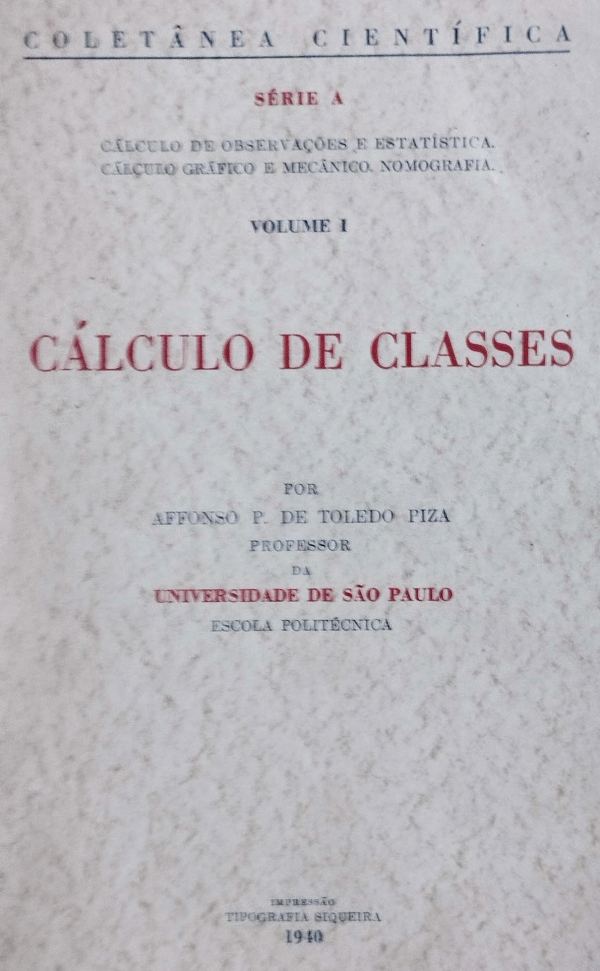 COLETÂNEA CIENTÍFICA
SÉRIE A
CÁLCULO DE OBSERVAÇÕES E ESTATÍSTICA.
CÁLCULO GRÁFICO E MECÂNICO. NOMOGRAFIA.
VOLUME I
CÁLCULO DE CLASSES
POR
AFFONSO P. DE TOLEDO PIZA
PROFESSOR
DA
UNIVERSIDADE DE SÃO PAULO
ESCOLA POLITÉCNICA
IMPRESSÃO
TIPOGRAFIA SIQUEIRA
1940